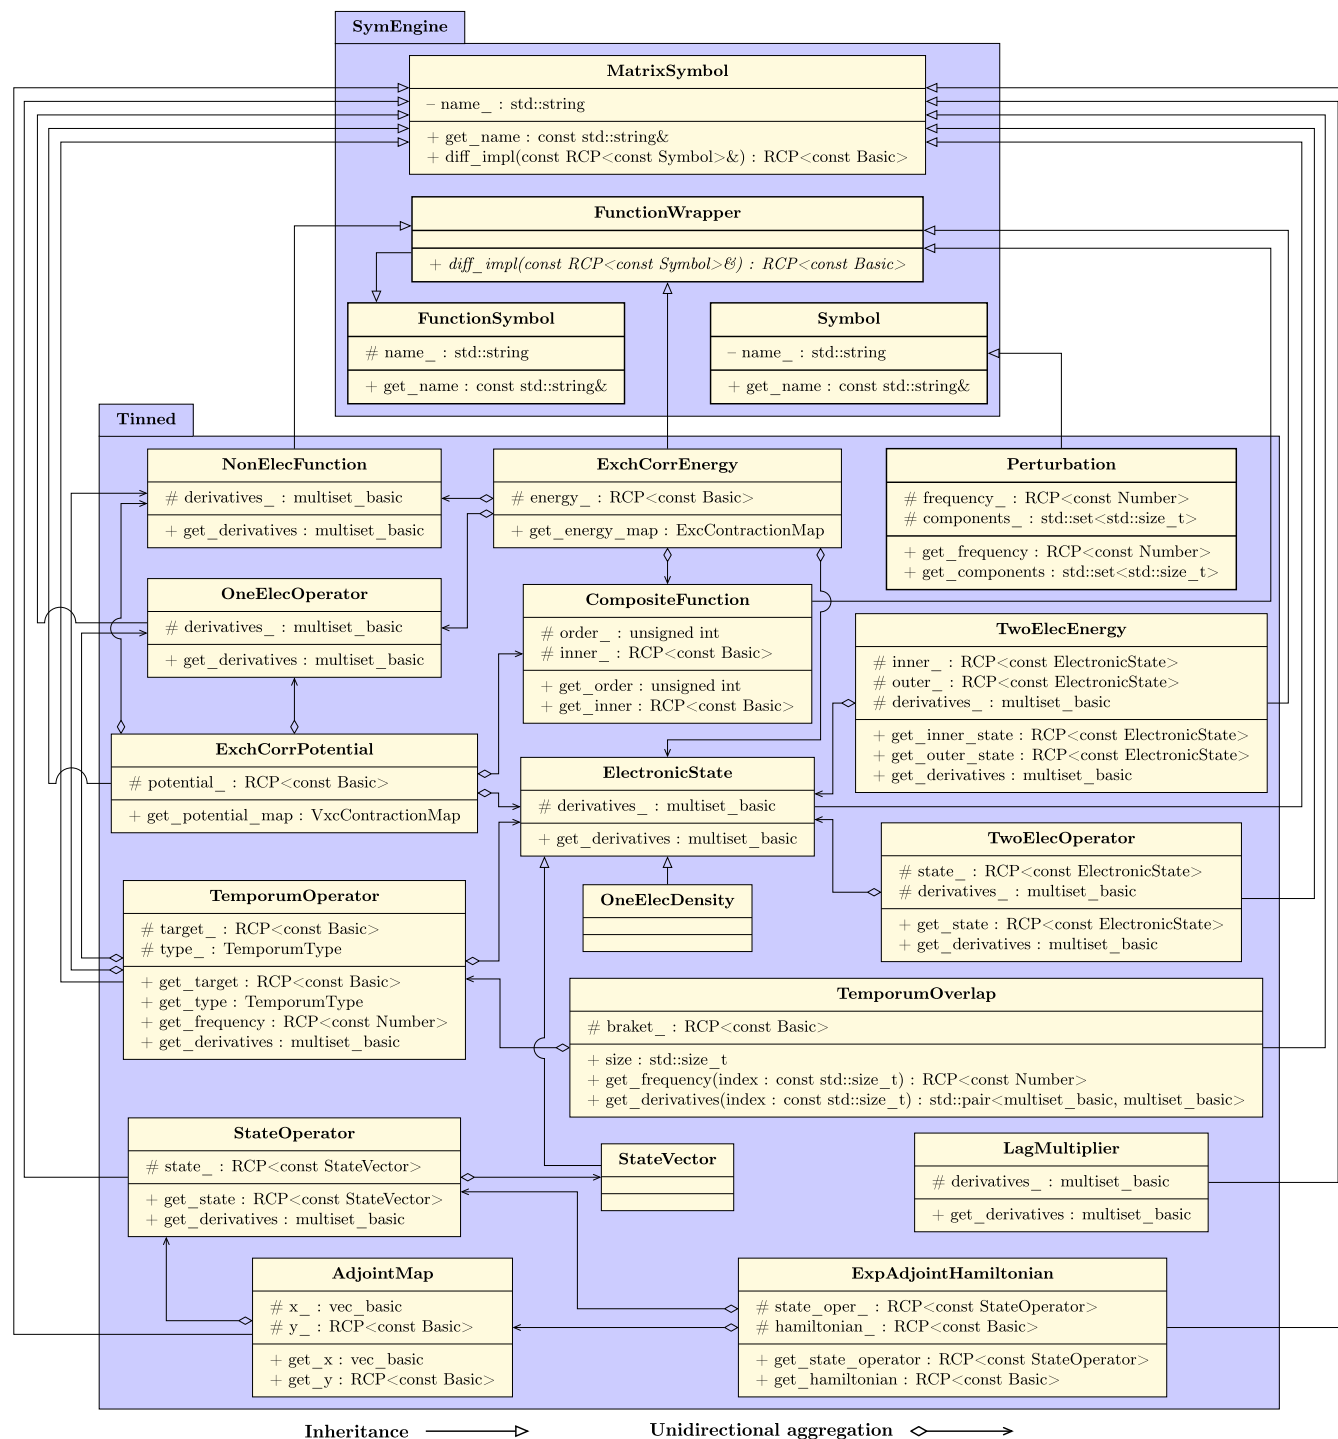 SymEngine
MatrixSymbol
– name_ : std::string
+ get_name : const std::string&
+ diff_impl(const RCP<const Symbol>&) : RCP<const Basic>
FunctionWrapper
+ diff_impl(const RCP<const Symbol>&) : RCP<const Basic>
FunctionSymbol
# name_ : std::string
+ get_name : const std::string&
Symbol
– name_ : std::string
+ get_name : const std::string&
Tinned
NonElecFunction
# derivatives_ : multiset_basic
+ get_derivatives : multiset_basic
ExchCorrEnergy
# energy_ : RCP<const Basic>
+ get_energy_map : ExcContractionMap
Perturbation
# frequency_ : RCP<const Number>
# components_ : std::set<std::size_t>
+ get_frequency : RCP<const Number>
+ get_components : std::set<std::size_t>
OneElecOperator
# derivatives_ : multiset_basic
+ get_derivatives : multiset_basic
CompositeFunction
# order_ : unsigned int
# inner_ : RCP<const Basic>
+ get_order : unsigned int
+ get_inner : RCP<const Basic>
TwoElecEnergy
# inner_ : RCP<const ElectronicState>
# outer_ : RCP<const ElectronicState>
# derivatives_ : multiset_basic
+ get_inner_state : RCP<const ElectronicState>
+ get_outer_state : RCP<const ElectronicState>
+ get_derivatives : multiset_basic
ExchCorrPotential
# potential_ : RCP<const Basic>
+ get_potential_map : VxcContractionMap
ElectronicState
# derivatives_ : multiset_basic
+ get_derivatives : multiset_basic
TwoElecOperator
# state_ : RCP<const ElectronicState>
# derivatives_ : multiset_basic
+ get_state : RCP<const ElectronicState>
+ get_derivatives : multiset_basic
TemporumOperator
# target_ : RCP<const Basic>
# type_ : TemporumType
+ get_target : RCP<const Basic>
+ get_type : TemporumType
+ get_frequency : RCP<const Number>
+ get_derivatives : multiset_basic
OneElecDensity
TemporumOverlap
# braket_ : RCP<const Basic>
+ size : std::size_t
+ get_frequency(index : const std::size_t) : RCP<const Number>
+ get_derivatives(index : const std::size_t) : std::pair<multiset_basic, multiset_basic>
StateOperator
# state_ : RCP<const StateVector>
+ get_state : RCP<const StateVector>
+ get_derivatives : multiset_basic
StateVector
LagMultiplier
# derivatives_ : multiset_basic
+ get_derivatives : multiset_basic
AdjointMap
# x_ : vec_basic
# y_ : RCP<const Basic>
+ get_x : vec_basic
+ get_y : RCP<const Basic>
ExpAdjointHamiltonian
# state_oper_ : RCP<const StateOperator>
# hamiltonian_ : RCP<const Basic>
+ get_state_operator : RCP<const StateOperator>
+ get_hamiltonian : RCP<const Basic>
Inheritance
Unidirectional aggregation